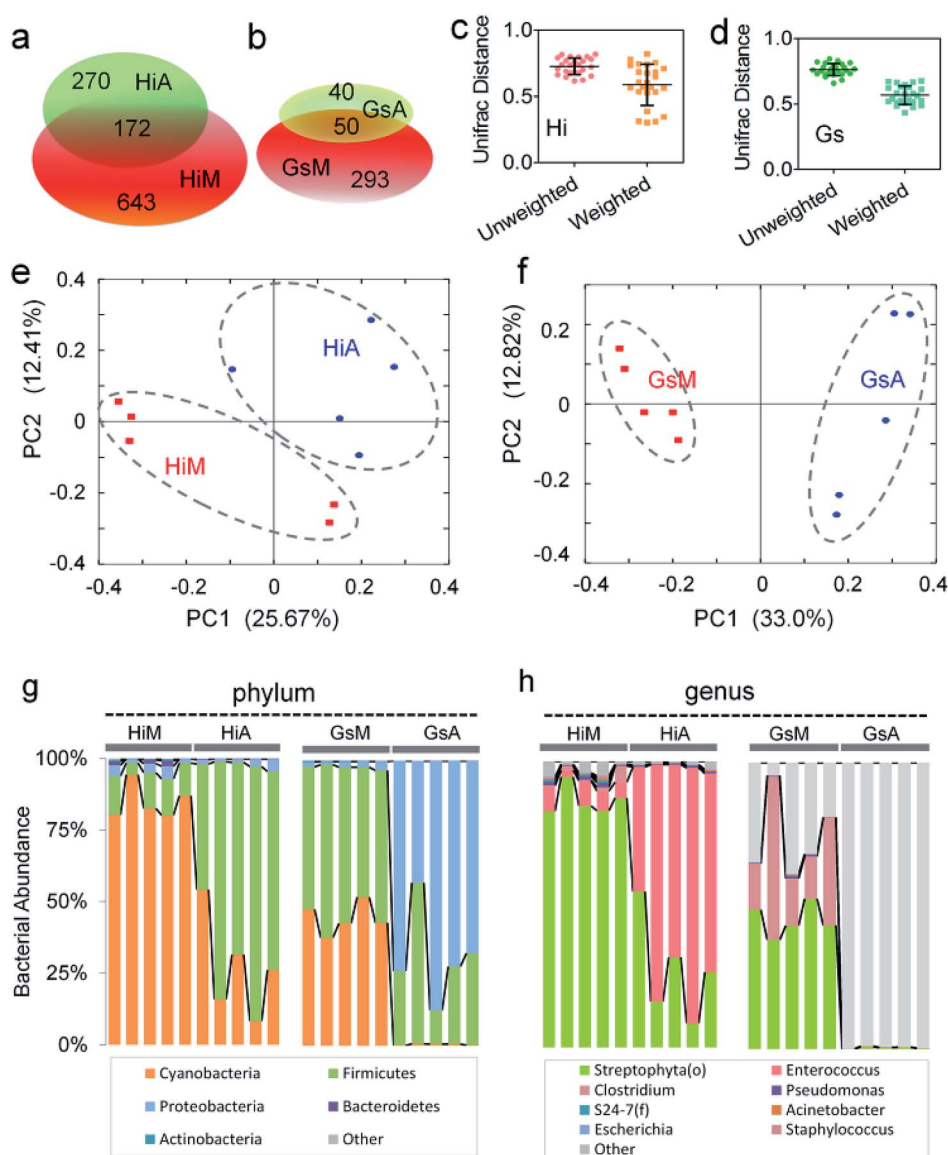 a
b
c
d
270
HiA
172
HiM
643
40
GsA
50
GsM
293
Unifrac Distance
1.0
0.5
0.0
Hi
Unweighted
Weighted
Unifrac Distance
1.0
0.5
0.0
Gs
Unweighted
Weighted
e
PC2 (12.41%)
0.4
0.2
0
-0.2
-0.4
HiA
HiM
-0.4
-0.2
0
0.2
0.4
PC1 (25.67%)
f
PC2 (12.82%)
0.2
0
-0.2
-0.4
GsM
GsA
-0.4
-0.2
0
0.2
0.4
PC1 (33.0%)
g
phylum
HiM
HiA
GsM
GsA
Bacterial Abundance
100%
75%
50%
25%
0%
Cyanobacteria
Firmicutes
Proteobacteria
Bacteroidetes
Actinobacteria
Other
h
genus
HiM
HiA
GsM
GsA
Streptophyta(o)
Enterococcus
Clostridium
Pseudomonas
S24-7(f)
Acinetobacter
Escherichia
Staphylococcus
Other